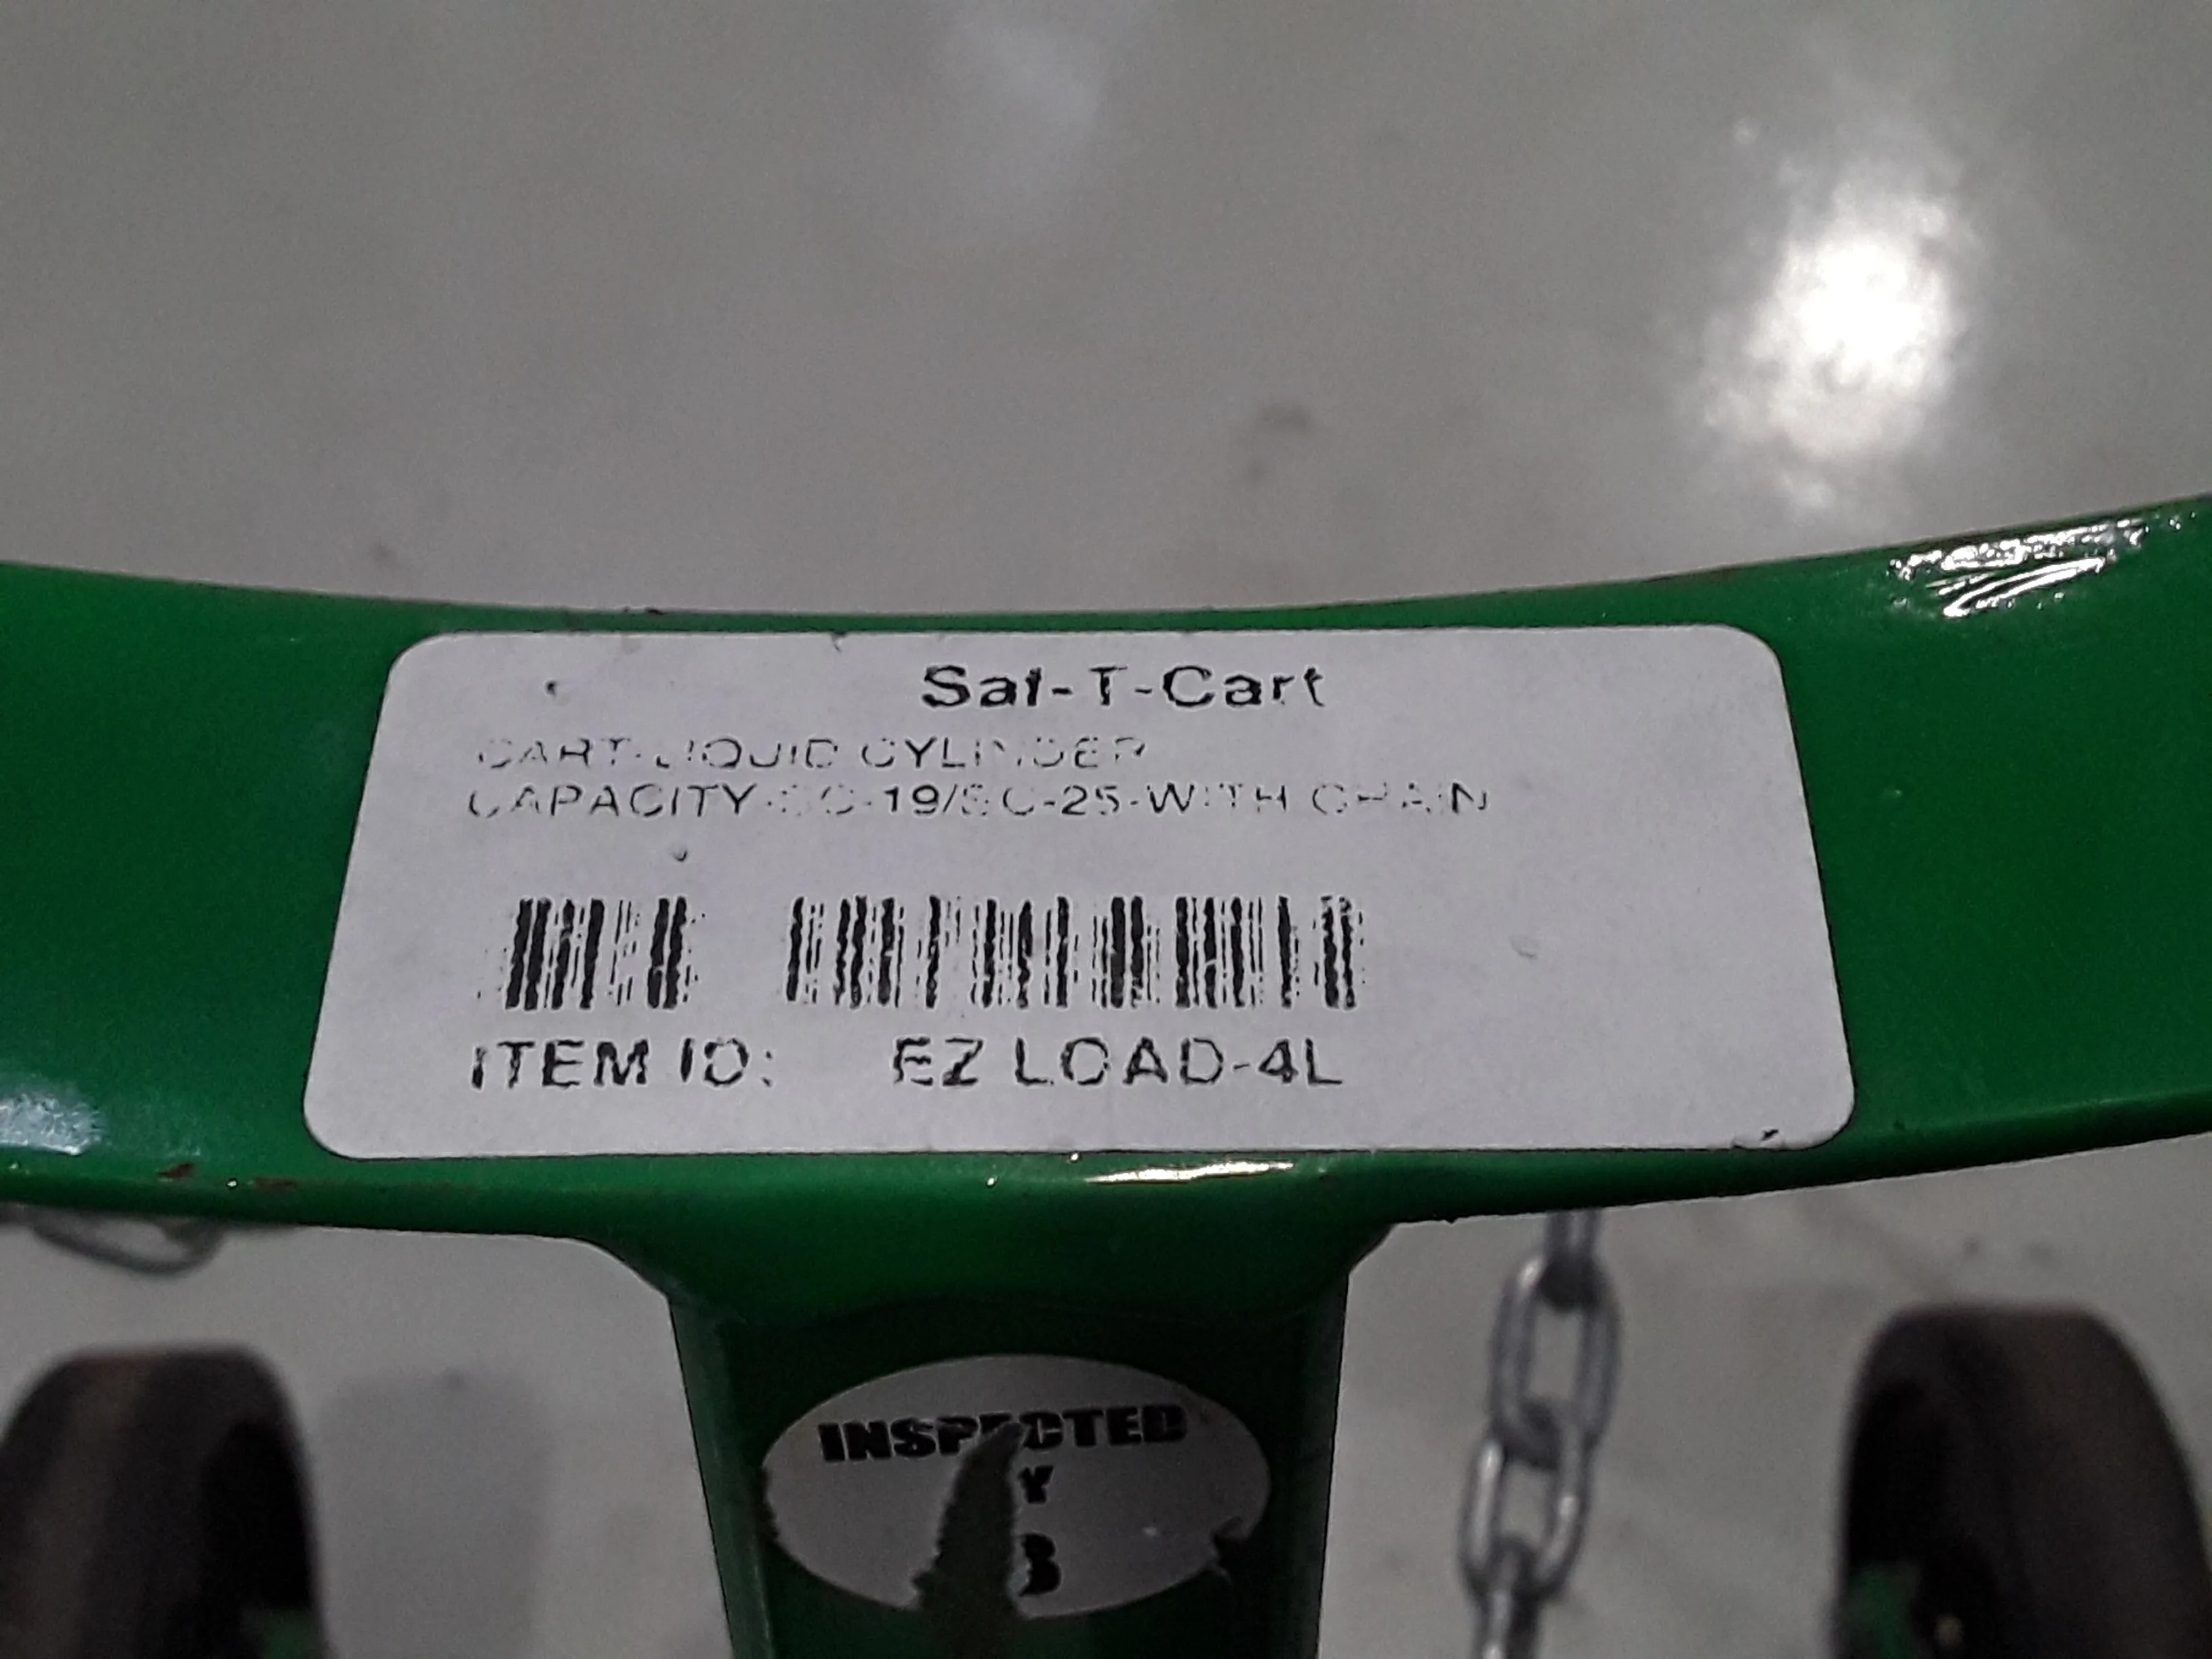 Saf-T-Cart
CART-LIQUID CYLINDER
CAPACITY-SC-19/SC-25-WITH CHAIN
ITEM ID: EZ LOAD-4L
INSPECTED